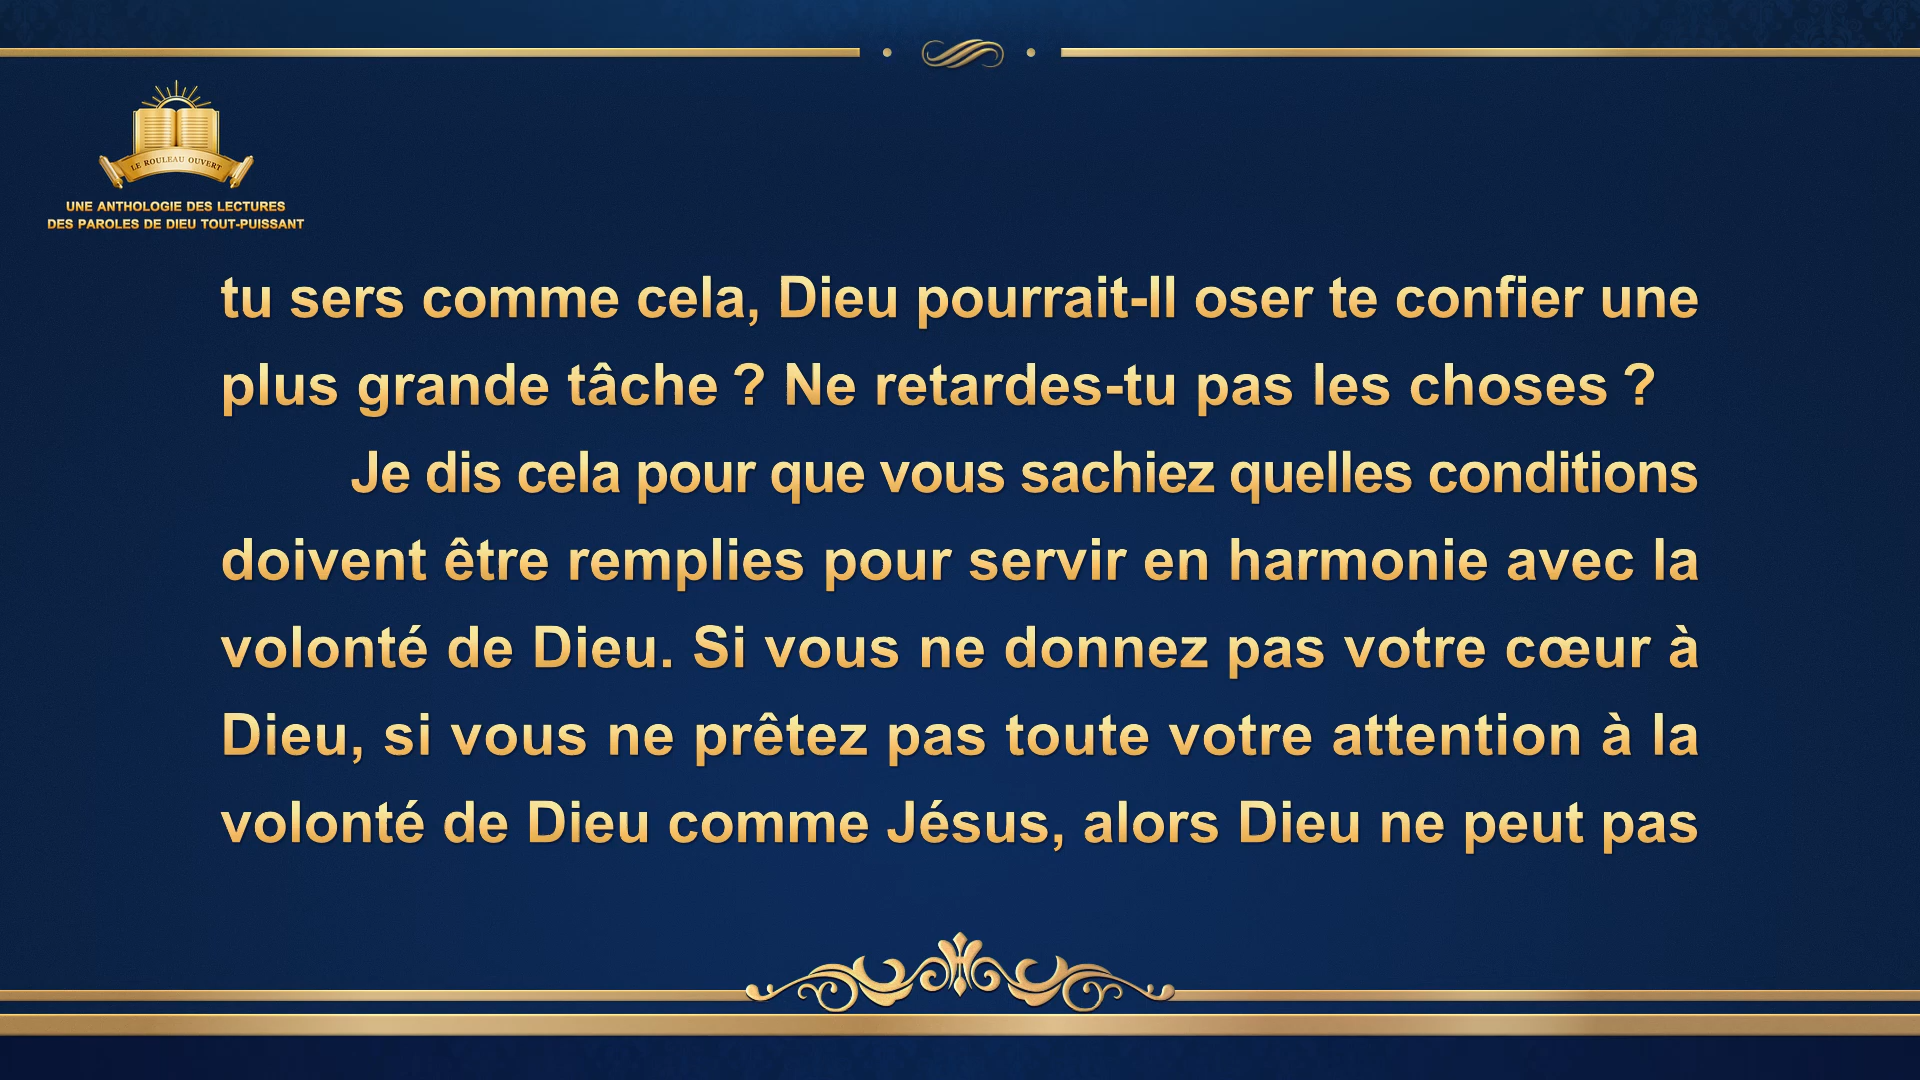 LE ROULEAU OUVERT
UNE ANTHOLOGIE DES LECTURES
DES PAROLES DE DIEU TOUT-PUISSANT
tu sers comme cela, Dieu pourrait-Il oser te confier une
plus grande tâche ? Ne retardes-tu pas les choses ?
Je dis cela pour que vous sachiez quelles conditions
doivent être remplies pour servir en harmonie avec la
volonté de Dieu. Si vous ne donnez pas votre cœur à
Dieu, si vous ne prêtez pas toute votre attention à la
volonté de Dieu comme Jésus, alors Dieu ne peut pas